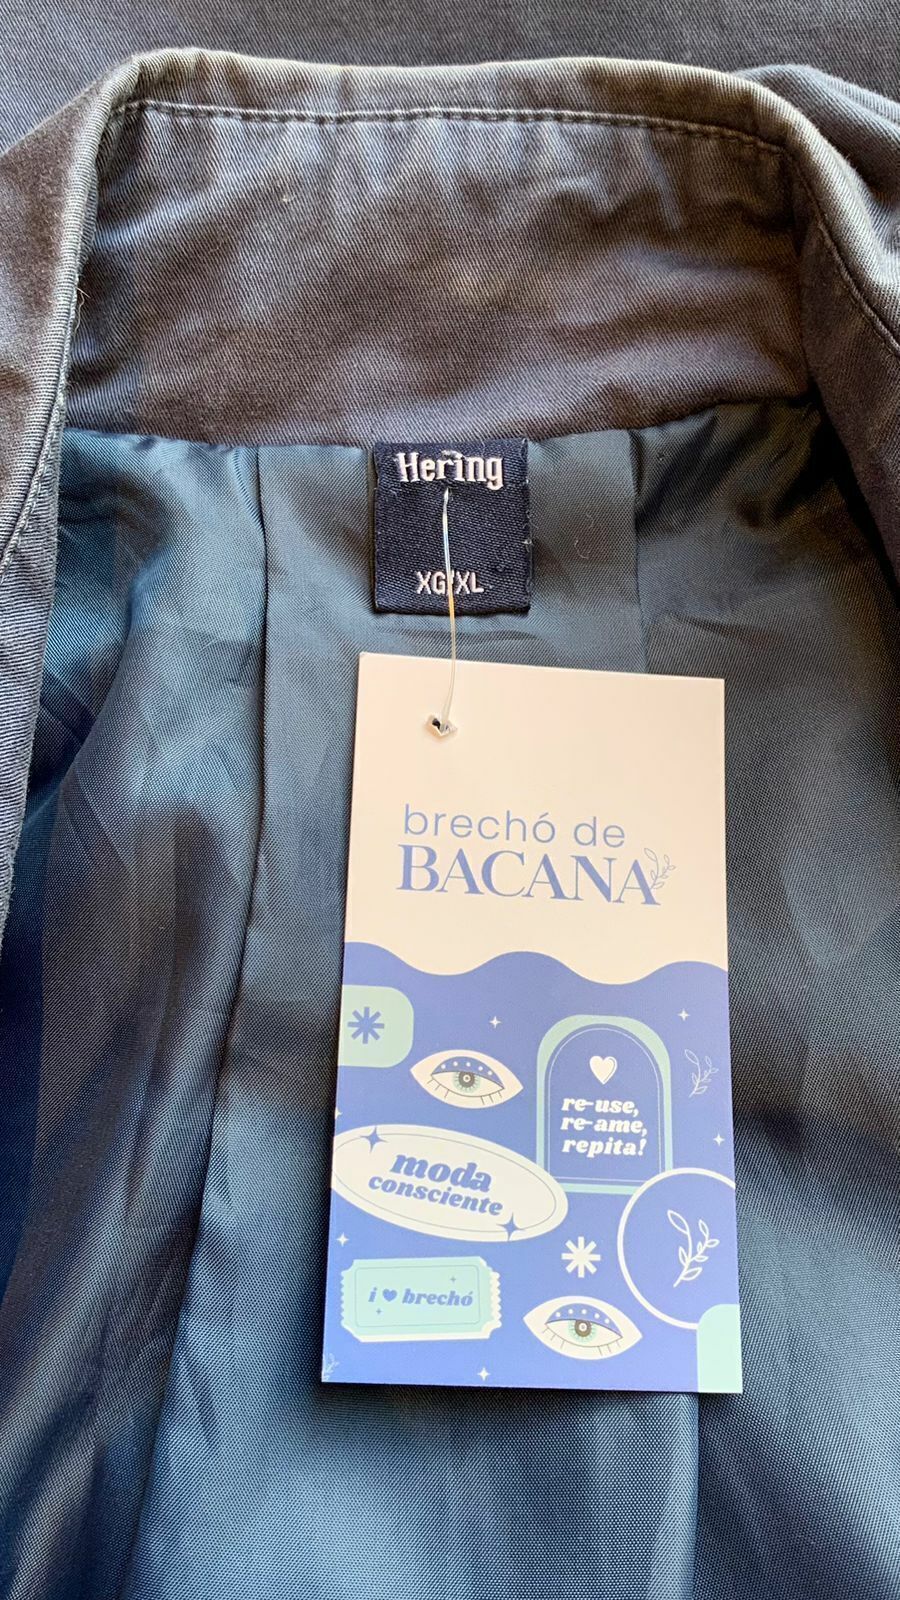 Hering
XG/XL
brechó de
BACANA
re-use,
re-ame,
repita!
moda
consciente
i ♥ brechó